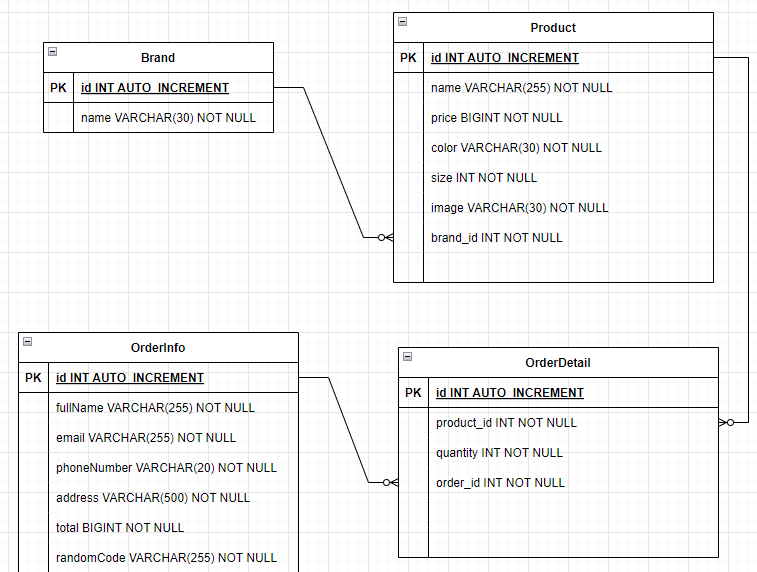 Brand
PK id INT AUTO_INCREMENT
name VARCHAR(30) NOT NULL
Product
PK id INT AUTO_INCREMENT
name VARCHAR(255) NOT NULL
price BIGINT NOT NULL
color VARCHAR(30) NOT NULL
size INT NOT NULL
image VARCHAR(30) NOT NULL
brand_id INT NOT NULL
OrderInfo
PK id INT AUTO_INCREMENT
fullName VARCHAR(255) NOT NULL
email VARCHAR(255) NOT NULL
phoneNumber VARCHAR(20) NOT NULL
address VARCHAR(500) NOT NULL
total BIGINT NOT NULL
randomCode VARCHAR(255) NOT NULL
OrderDetail
PK id INT AUTO_INCREMENT
product_id INT NOT NULL
quantity INT NOT NULL
order_id INT NOT NULL